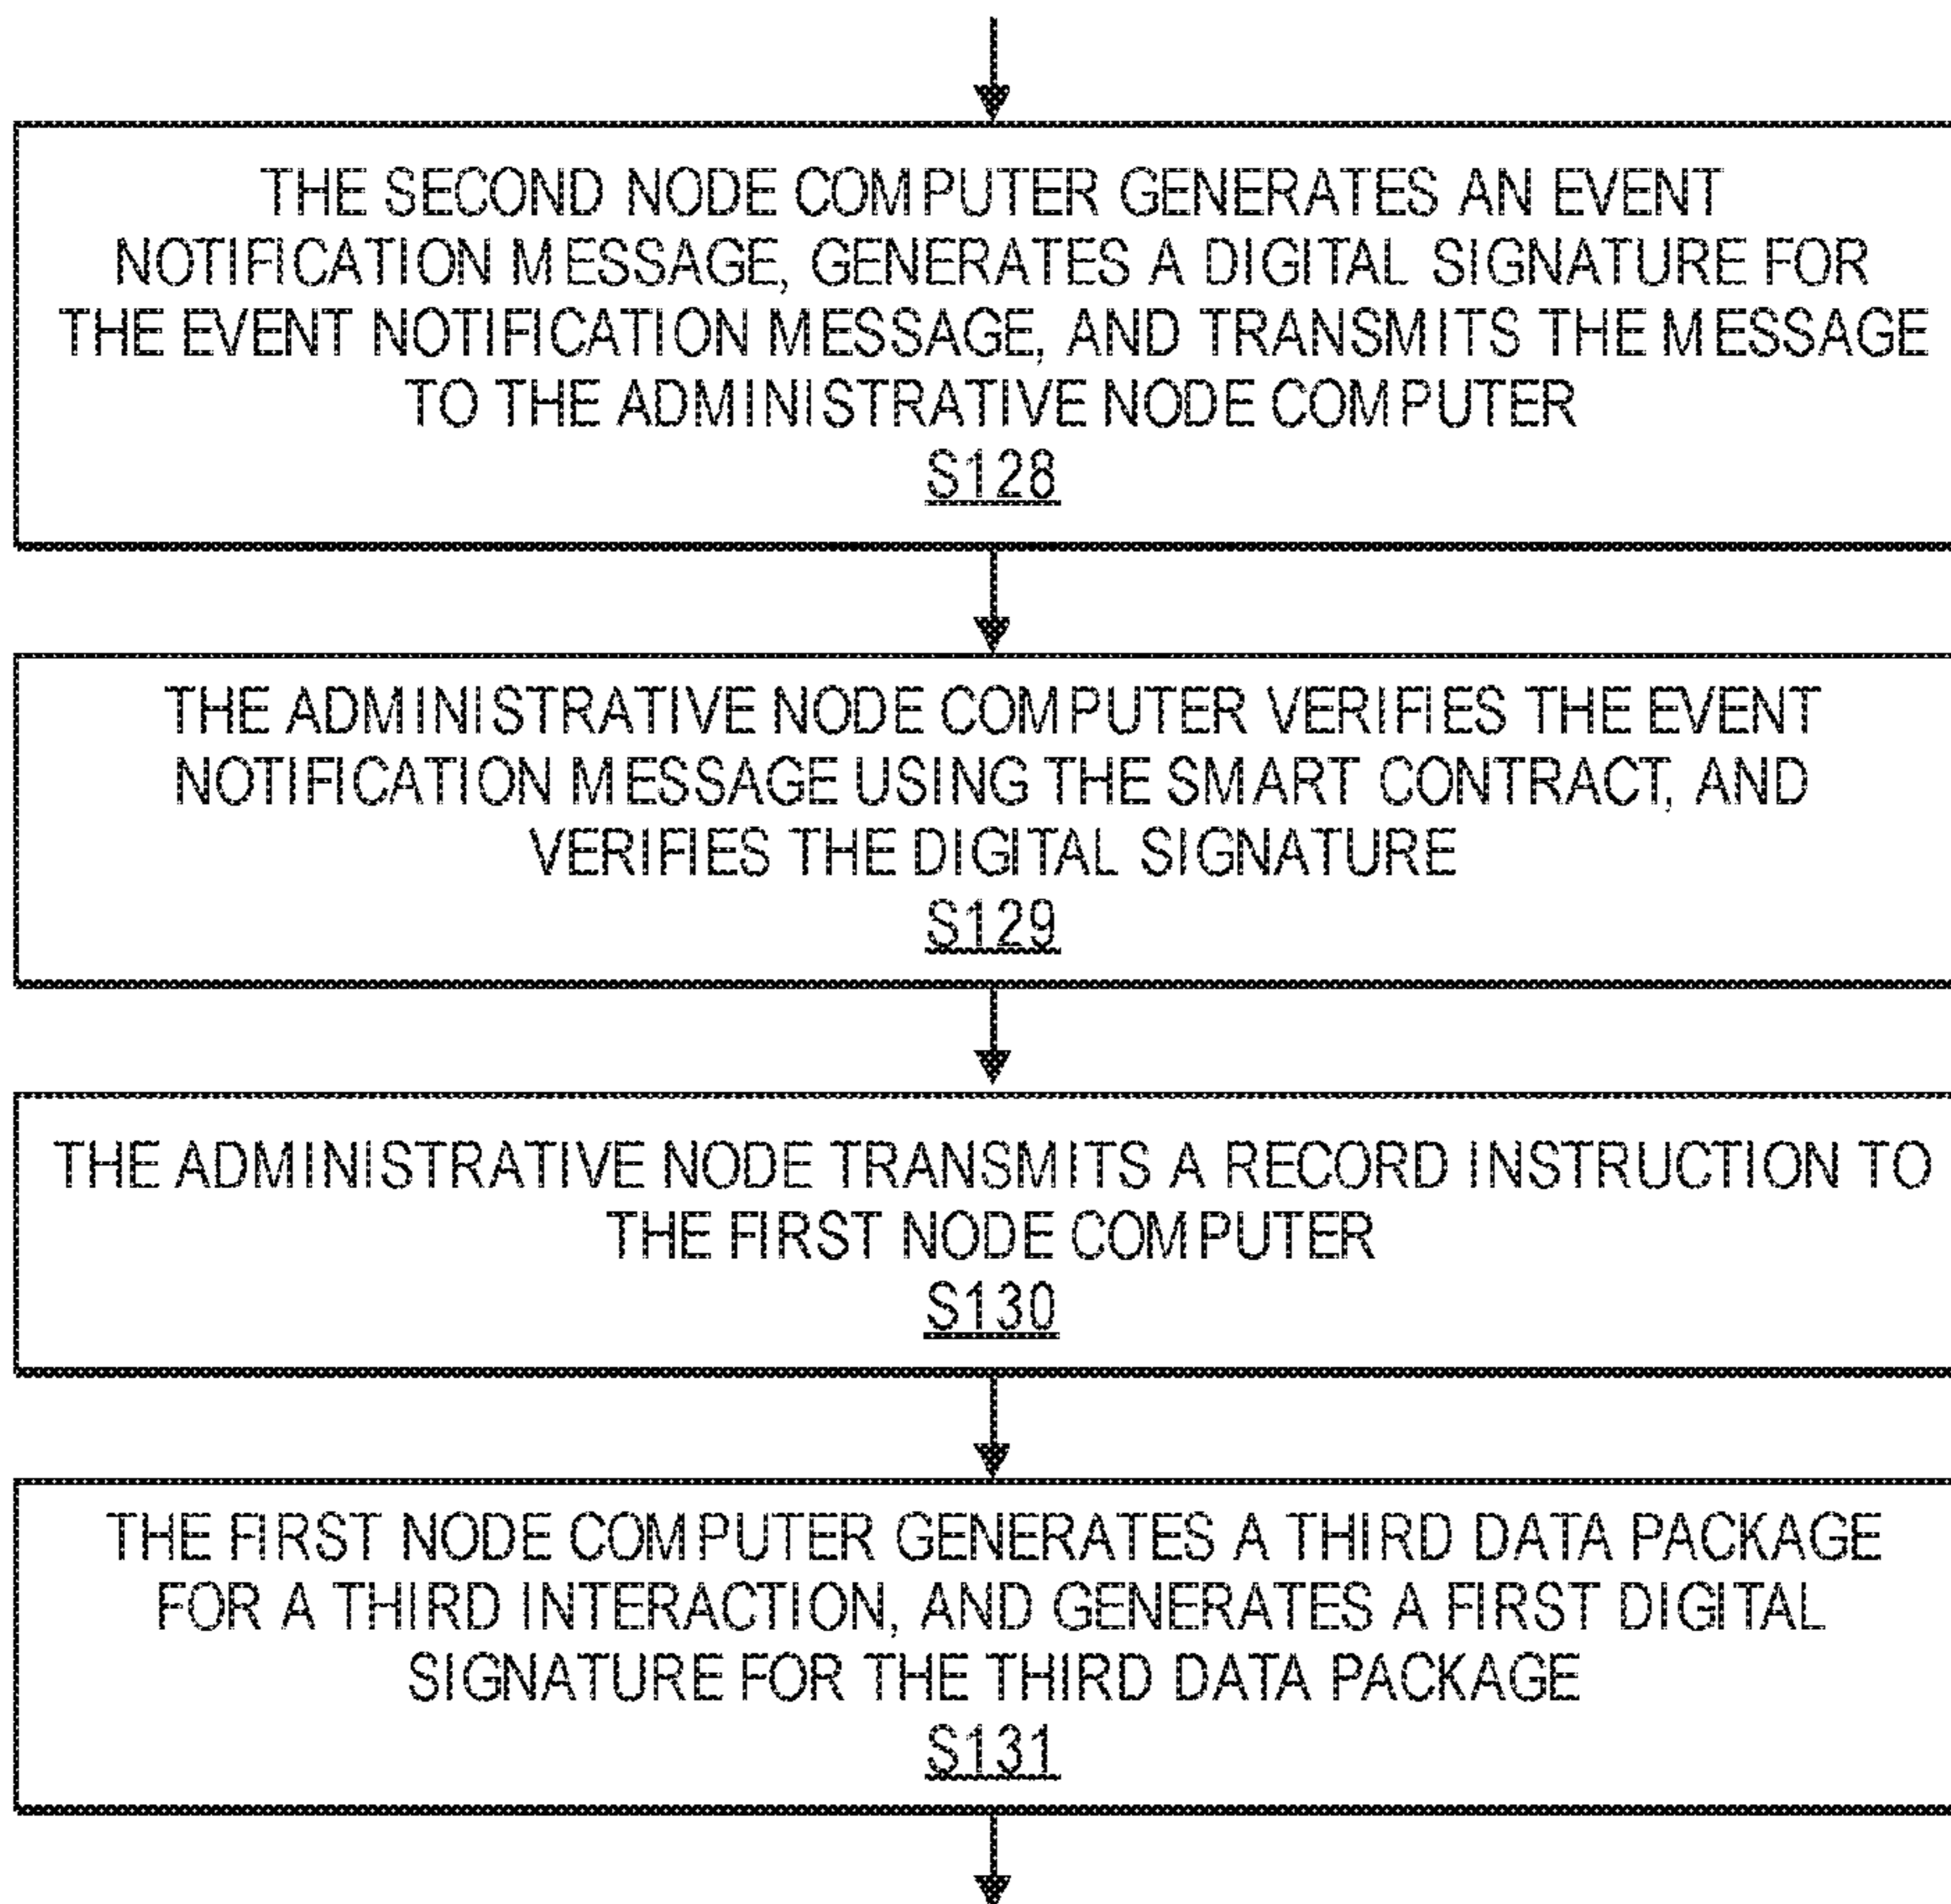 THE SECOND NODE COMPUTER GENERATES AN EVENT
NOTIFICATION MESSAGE, GENERATES A DIGITAL SIGNATURE FOR
THE EVENT NOTIFICATION MESSAGE, AND TRANSMITS THE MESSAGE
TO THE ADMINISTRATIVE NODE COMPUTER
S128
THE ADMINISTRATIVE NODE COMPUTER VERIFIES THE EVENT
NOTIFICATION MESSAGE USING THE SMART CONTRACT, AND
VERIFIES THE DIGITAL SIGNATURE
S129
THE ADMINISTRATIVE NODE TRANSMITS A RECORD INSTRUCTION TO
THE FIRST NODE COMPUTER
S130
THE FIRST NODE COMPUTER GENERATES A THIRD DATA PACKAGE
FOR A THIRD INTERACTION, AND GENERATES A FIRST DIGITAL
SIGNATURE FOR THE THIRD DATA PACKAGE
S131